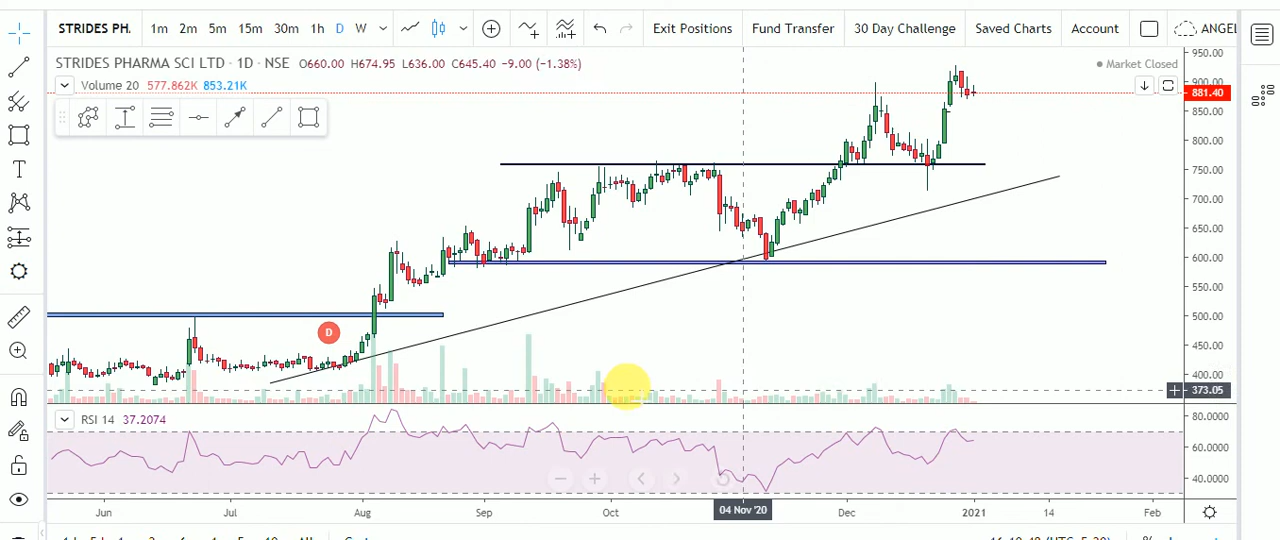 STRIDES PH. 1m 2m 5m 15m 30m 1h D W Exit Positions Fund Transfer 30 Day Challenge Saved Charts Account ANGEL
STRIDES PHARMA SCI LTD · 1D · NSE O660.00 H674.95 L636.00 C645.40 -9.00 (-1.38%)
Market Closed
Volume 20 577.862K 853.21K
950.00
900.00
881.40
850.00
800.00
750.00
700.00
650.00
600.00
500.00
450.00
400.00
373.05
D
RSI 14 37.2074
80.0000
60.0000
40.0000
Jun Jul Aug Sep Oct 04 Nov '20 Dec 2021 14 Feb